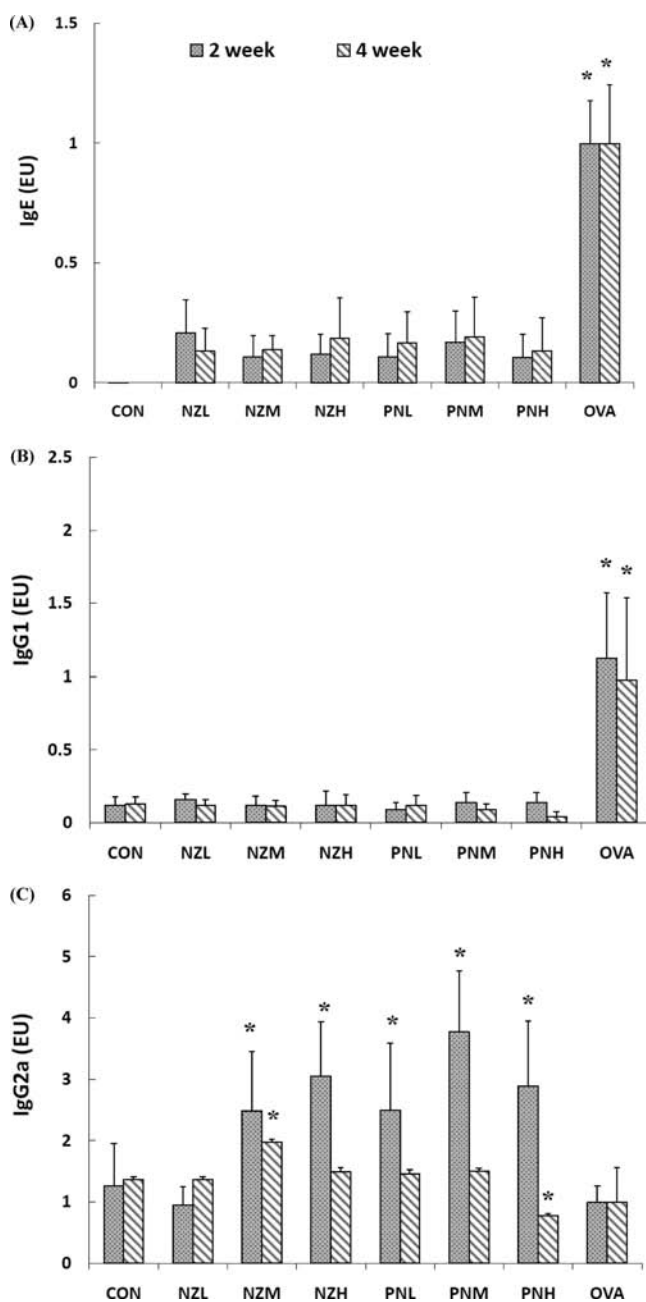 (A)
2 week 4 week
* *
1.5
1
0.5
0
IgE (EU)
CON NZL NZM NZH PNL PNM PNH OVA
(B)
2.5
2
1.5
1
0.5
0
IgG1 (EU)
* *
CON NZL NZM NZH PNL PNM PNH OVA
(C)
6
5
4
3
2
1
0
IgG2a (EU)
* * * * * * *
CON NZL NZM NZH PNL PNM PNH OVA